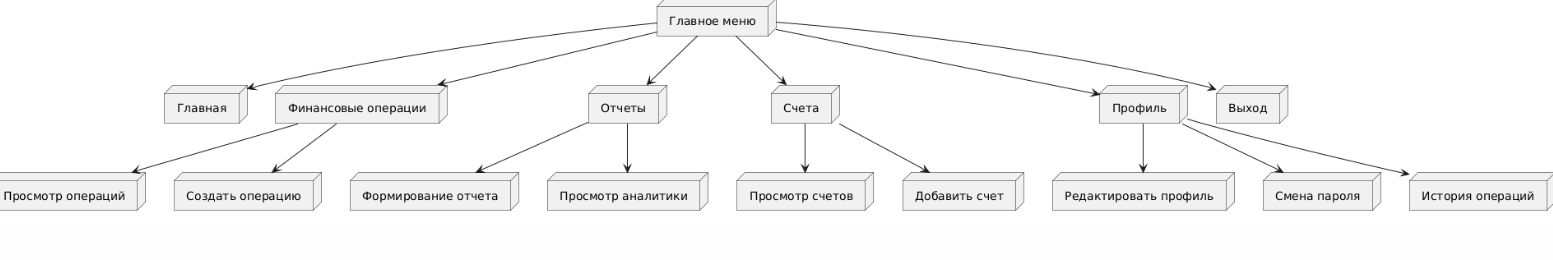 Главное меню
Главная
Финансовые операции
Отчеты
Счета
Профиль
Выход
Просмотр операций
Создать операцию
Формирование отчета
Просмотр аналитики
Просмотр счетов
Добавить счет
Редактировать профиль
Смена пароля
История операций